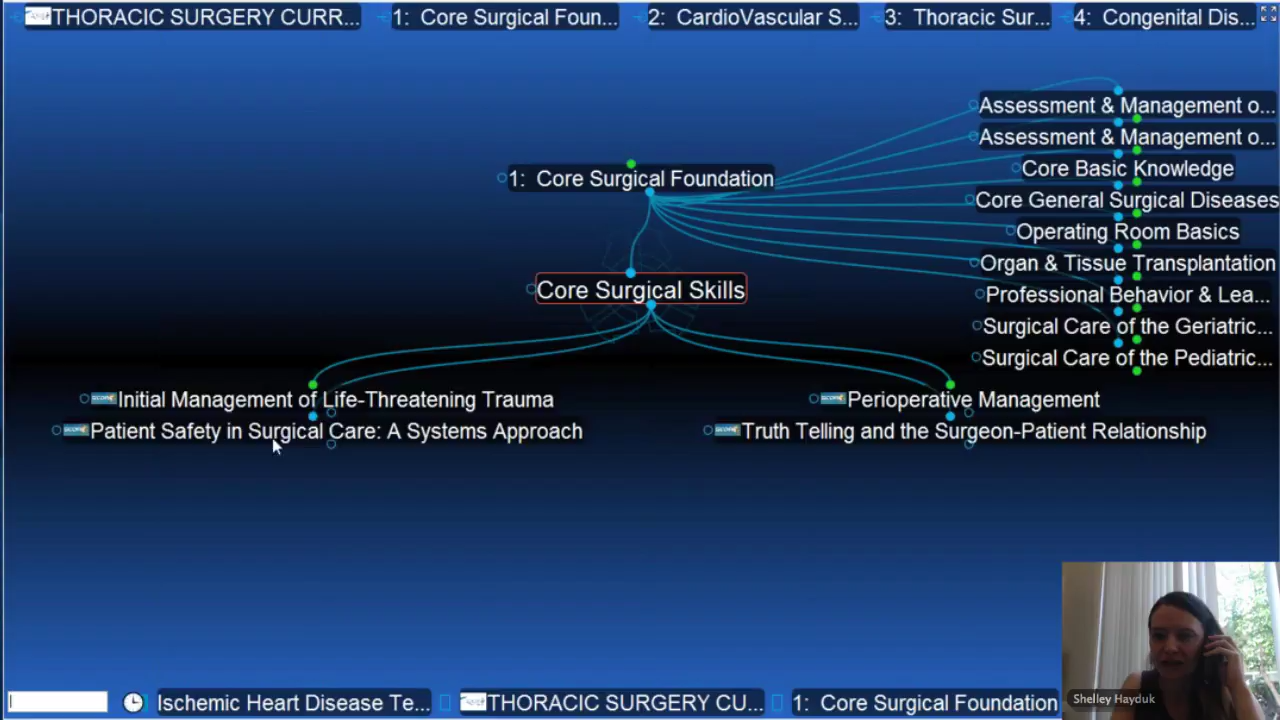 THORACIC SURGERY CURR...
1: Core Surgical Foun...
2: CardioVascular S...
3: Thoracic Sur...
4: Congenital Dis...
Assessment & Management o...
Assessment & Management o...
Core Basic Knowledge
1: Core Surgical Foundation
Core General Surgical Diseases
Operating Room Basics
Organ & Tissue Transplantation
Core Surgical Skills
Professional Behavior & Lea...
Surgical Care of the Geriatric...
Surgical Care of the Pediatric...
Initial Management of Life-Threatening Trauma
Perioperative Management
Patient Safety in Surgical Care: A Systems Approach
Truth Telling and the Surgeon-Patient Relationship
Shelley Hayduk
Ischemic Heart Disease Te...
THORACIC SURGERY CU...
1: Core Surgical Foundation